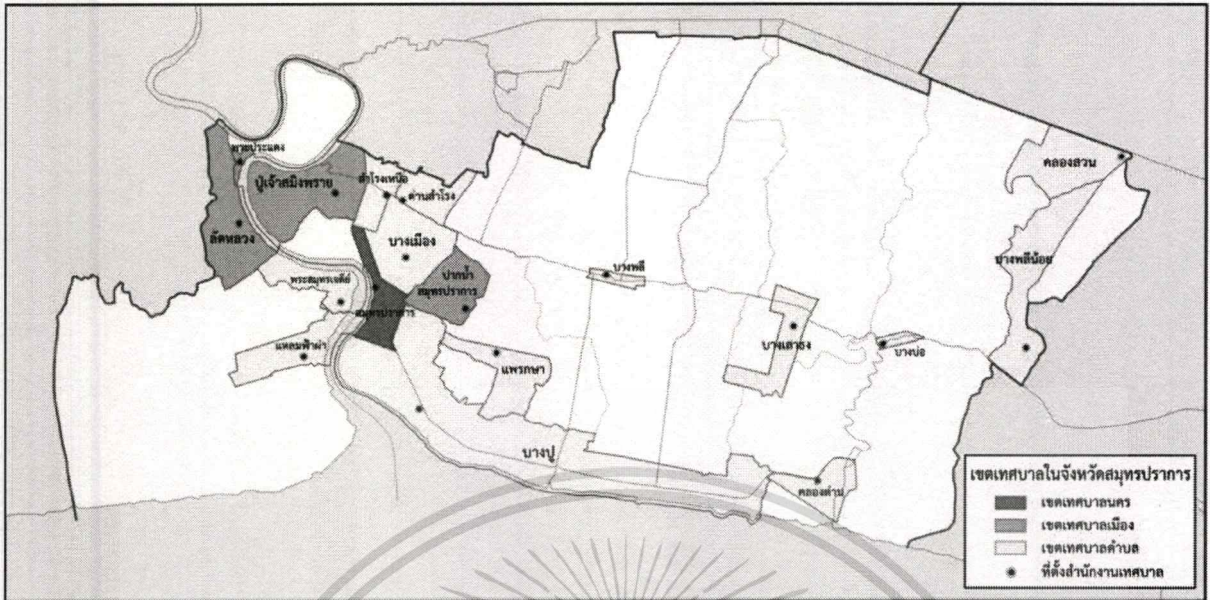 พระประแดง
ปู่เจ้าสมิงพราย
สำโรงเหนือ
ด่านสำโรง
ลัดหลวง
บางเมือง
ปากน้ำ
สมุทรปราการ
พระสมุทรเจดีย์
สมุทรปราการ
แหลมฟ้าผ่า
แพรกษา
บางปู
บางพลี
บางเสาธง
บางบ่อ
คลองสวน
บางพลีน้อย
คลองด่าน
เขตเทศบาลในจังหวัดสมุทรปราการ
เขตเทศบาลนคร
เขตเทศบาลเมือง
เขตเทศบาลตำบล
ที่ตั้งสำนักงานเทศบาล